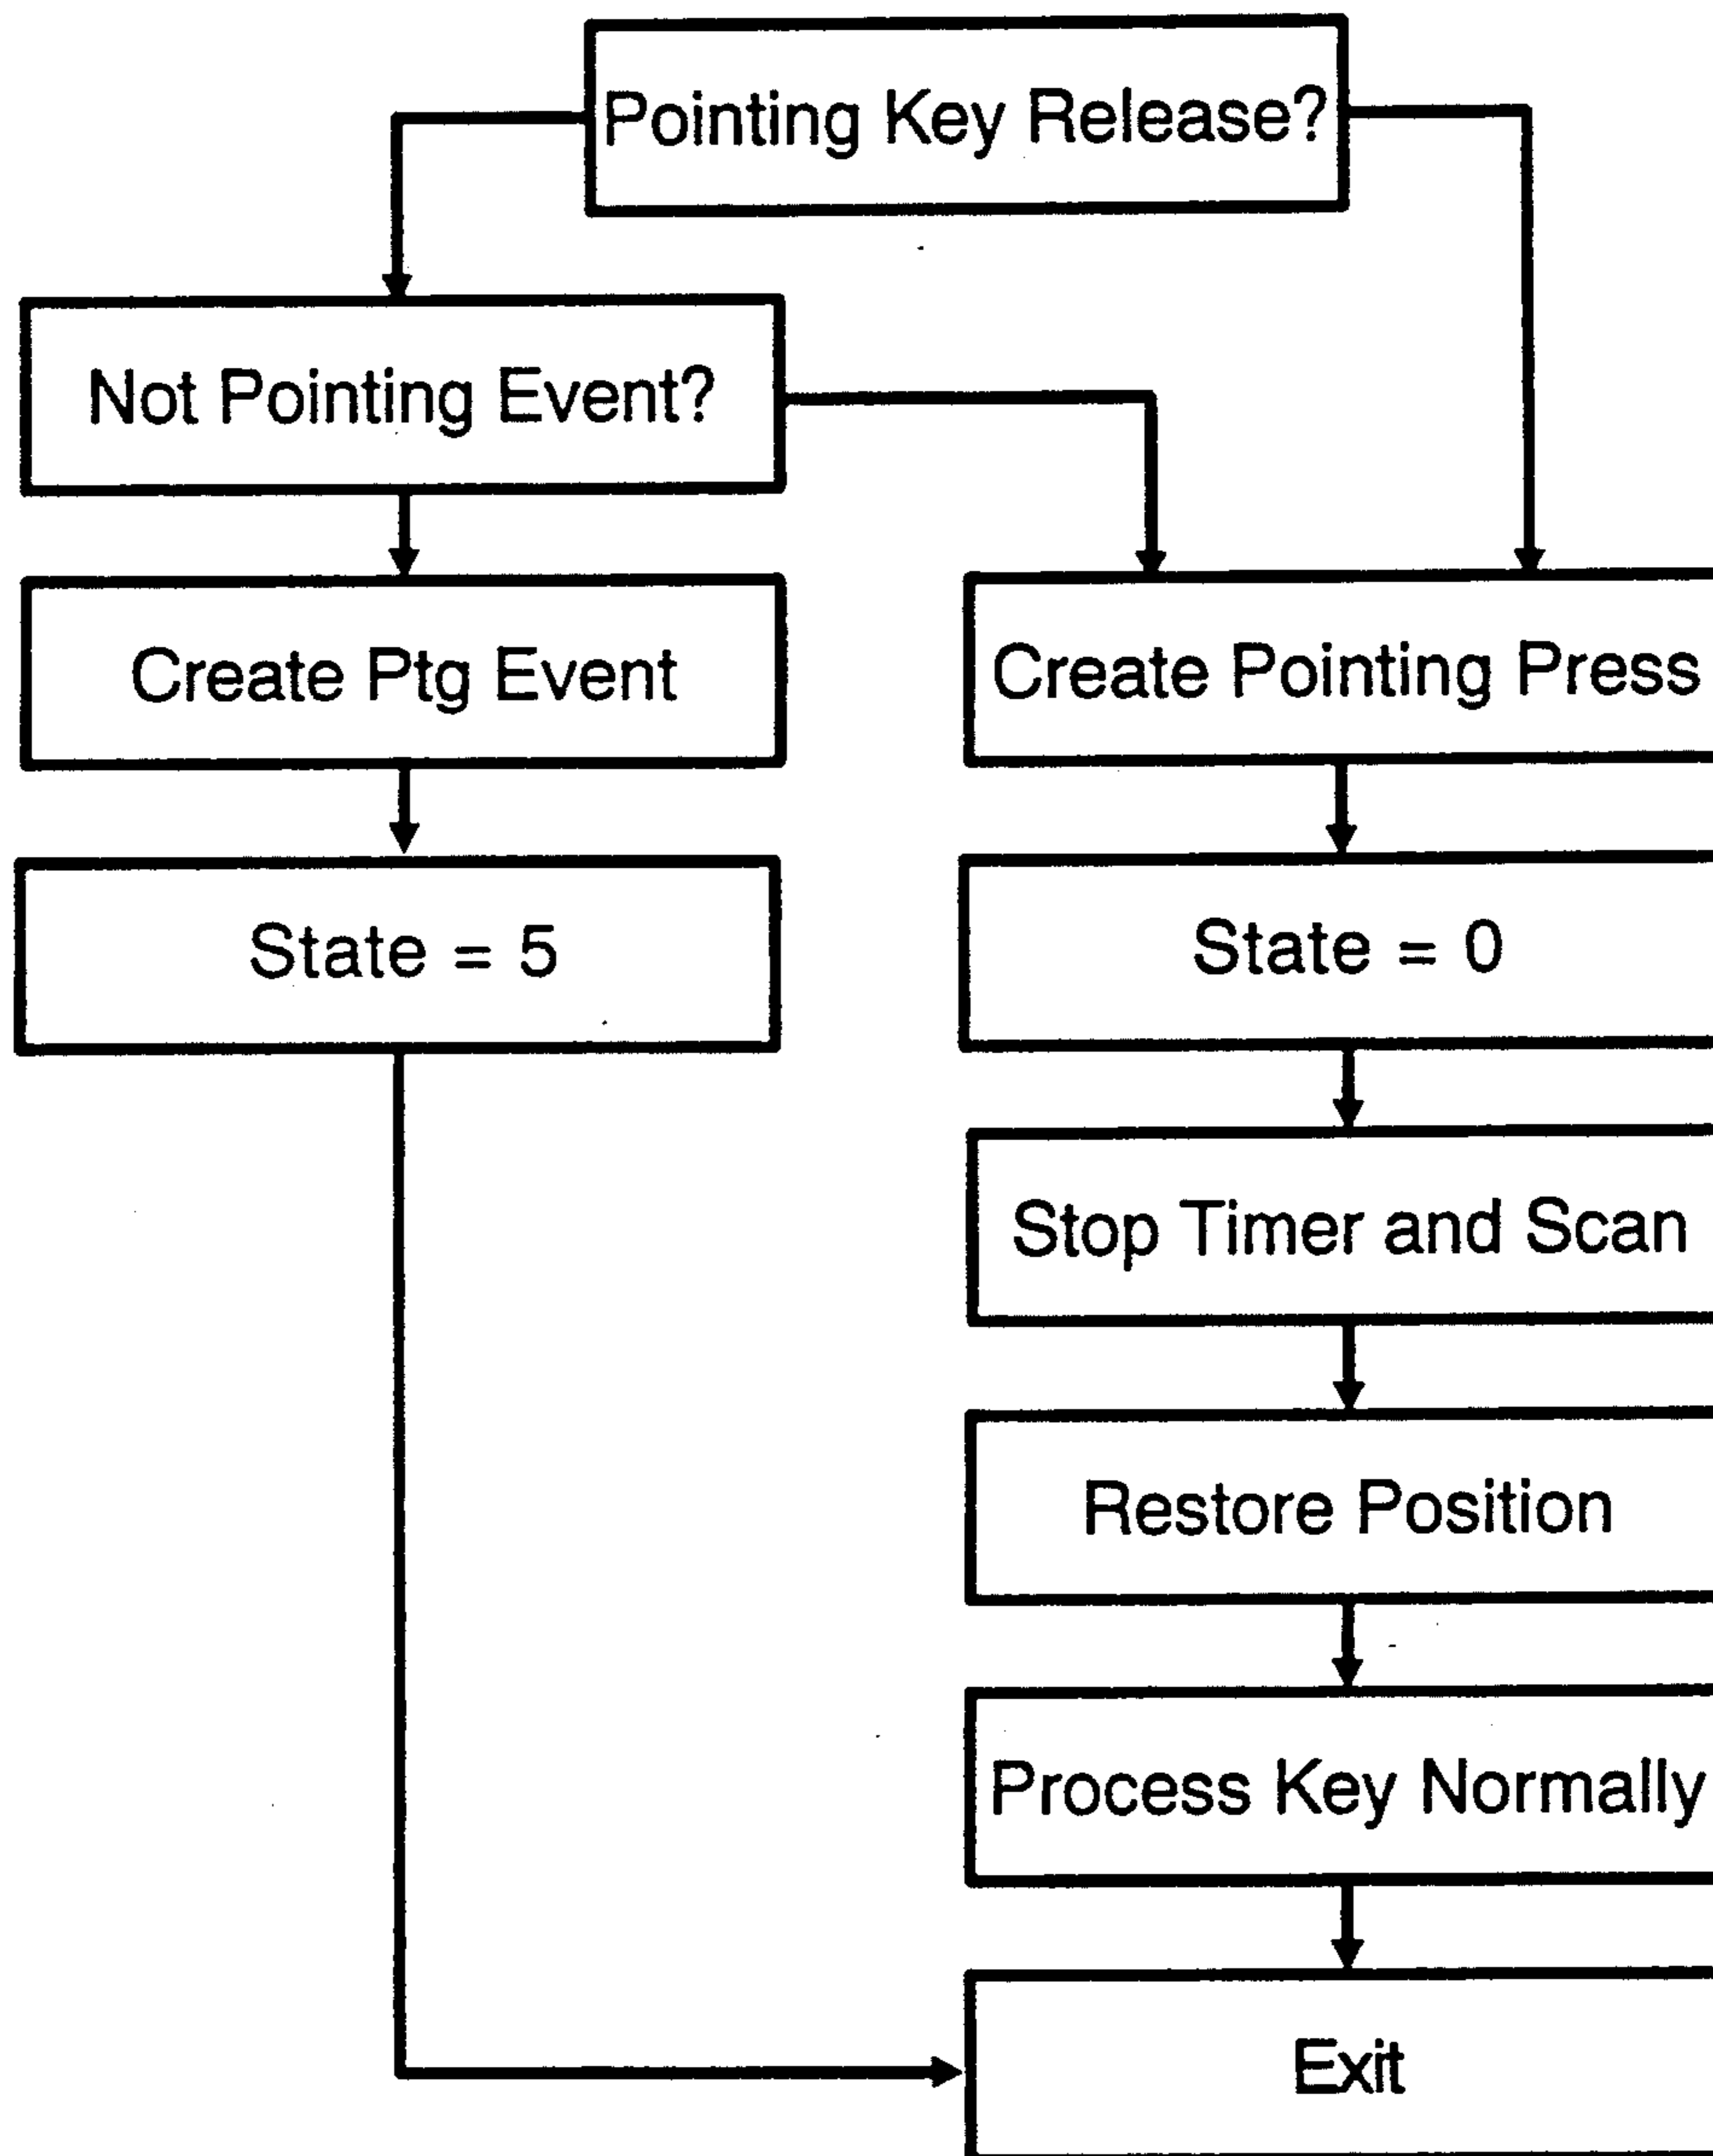 Pointing Key Release?
Not Pointing Event?
Create Ptg Event
Create Pointing Press
State = 5
State = 0
Stop Timer and Scan
Restore Position
Process Key Normally
Exit